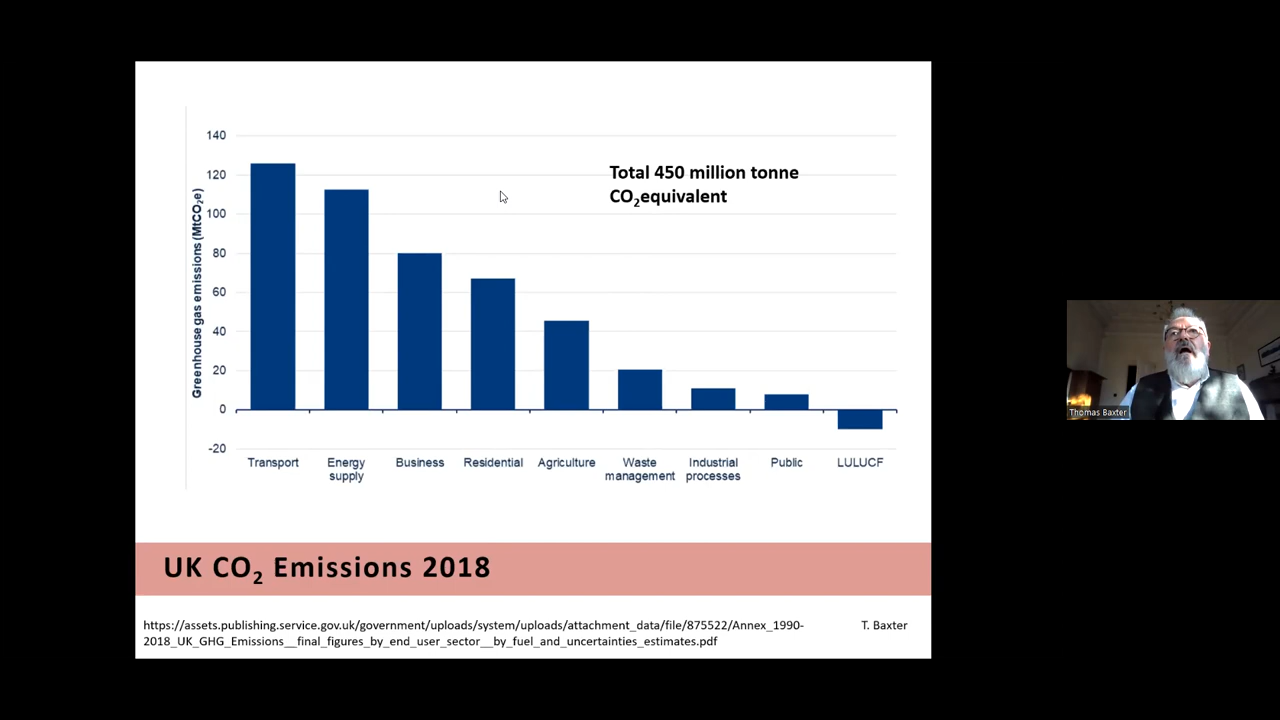 140
120
100
80
60
40
20
0
-20
Greenhouse gas emissions (MtCO₂e)
Total 450 million tonne
CO₂equivalent
Transport
Energy
supply
Business
Residential
Agriculture
Waste
management
Industrial
processes
Public
LULUCF
UK CO₂ Emissions 2018
https://assets.publishing.service.gov.uk/government/uploads/system/uploads/attachment_data/file/875522/Annex_1990-
2018_UK_GHG_Emissions__final_figures_by_end_user_sector__by_fuel_and_uncertainties_estimates.pdf
T. Baxter
Thomas Baxter